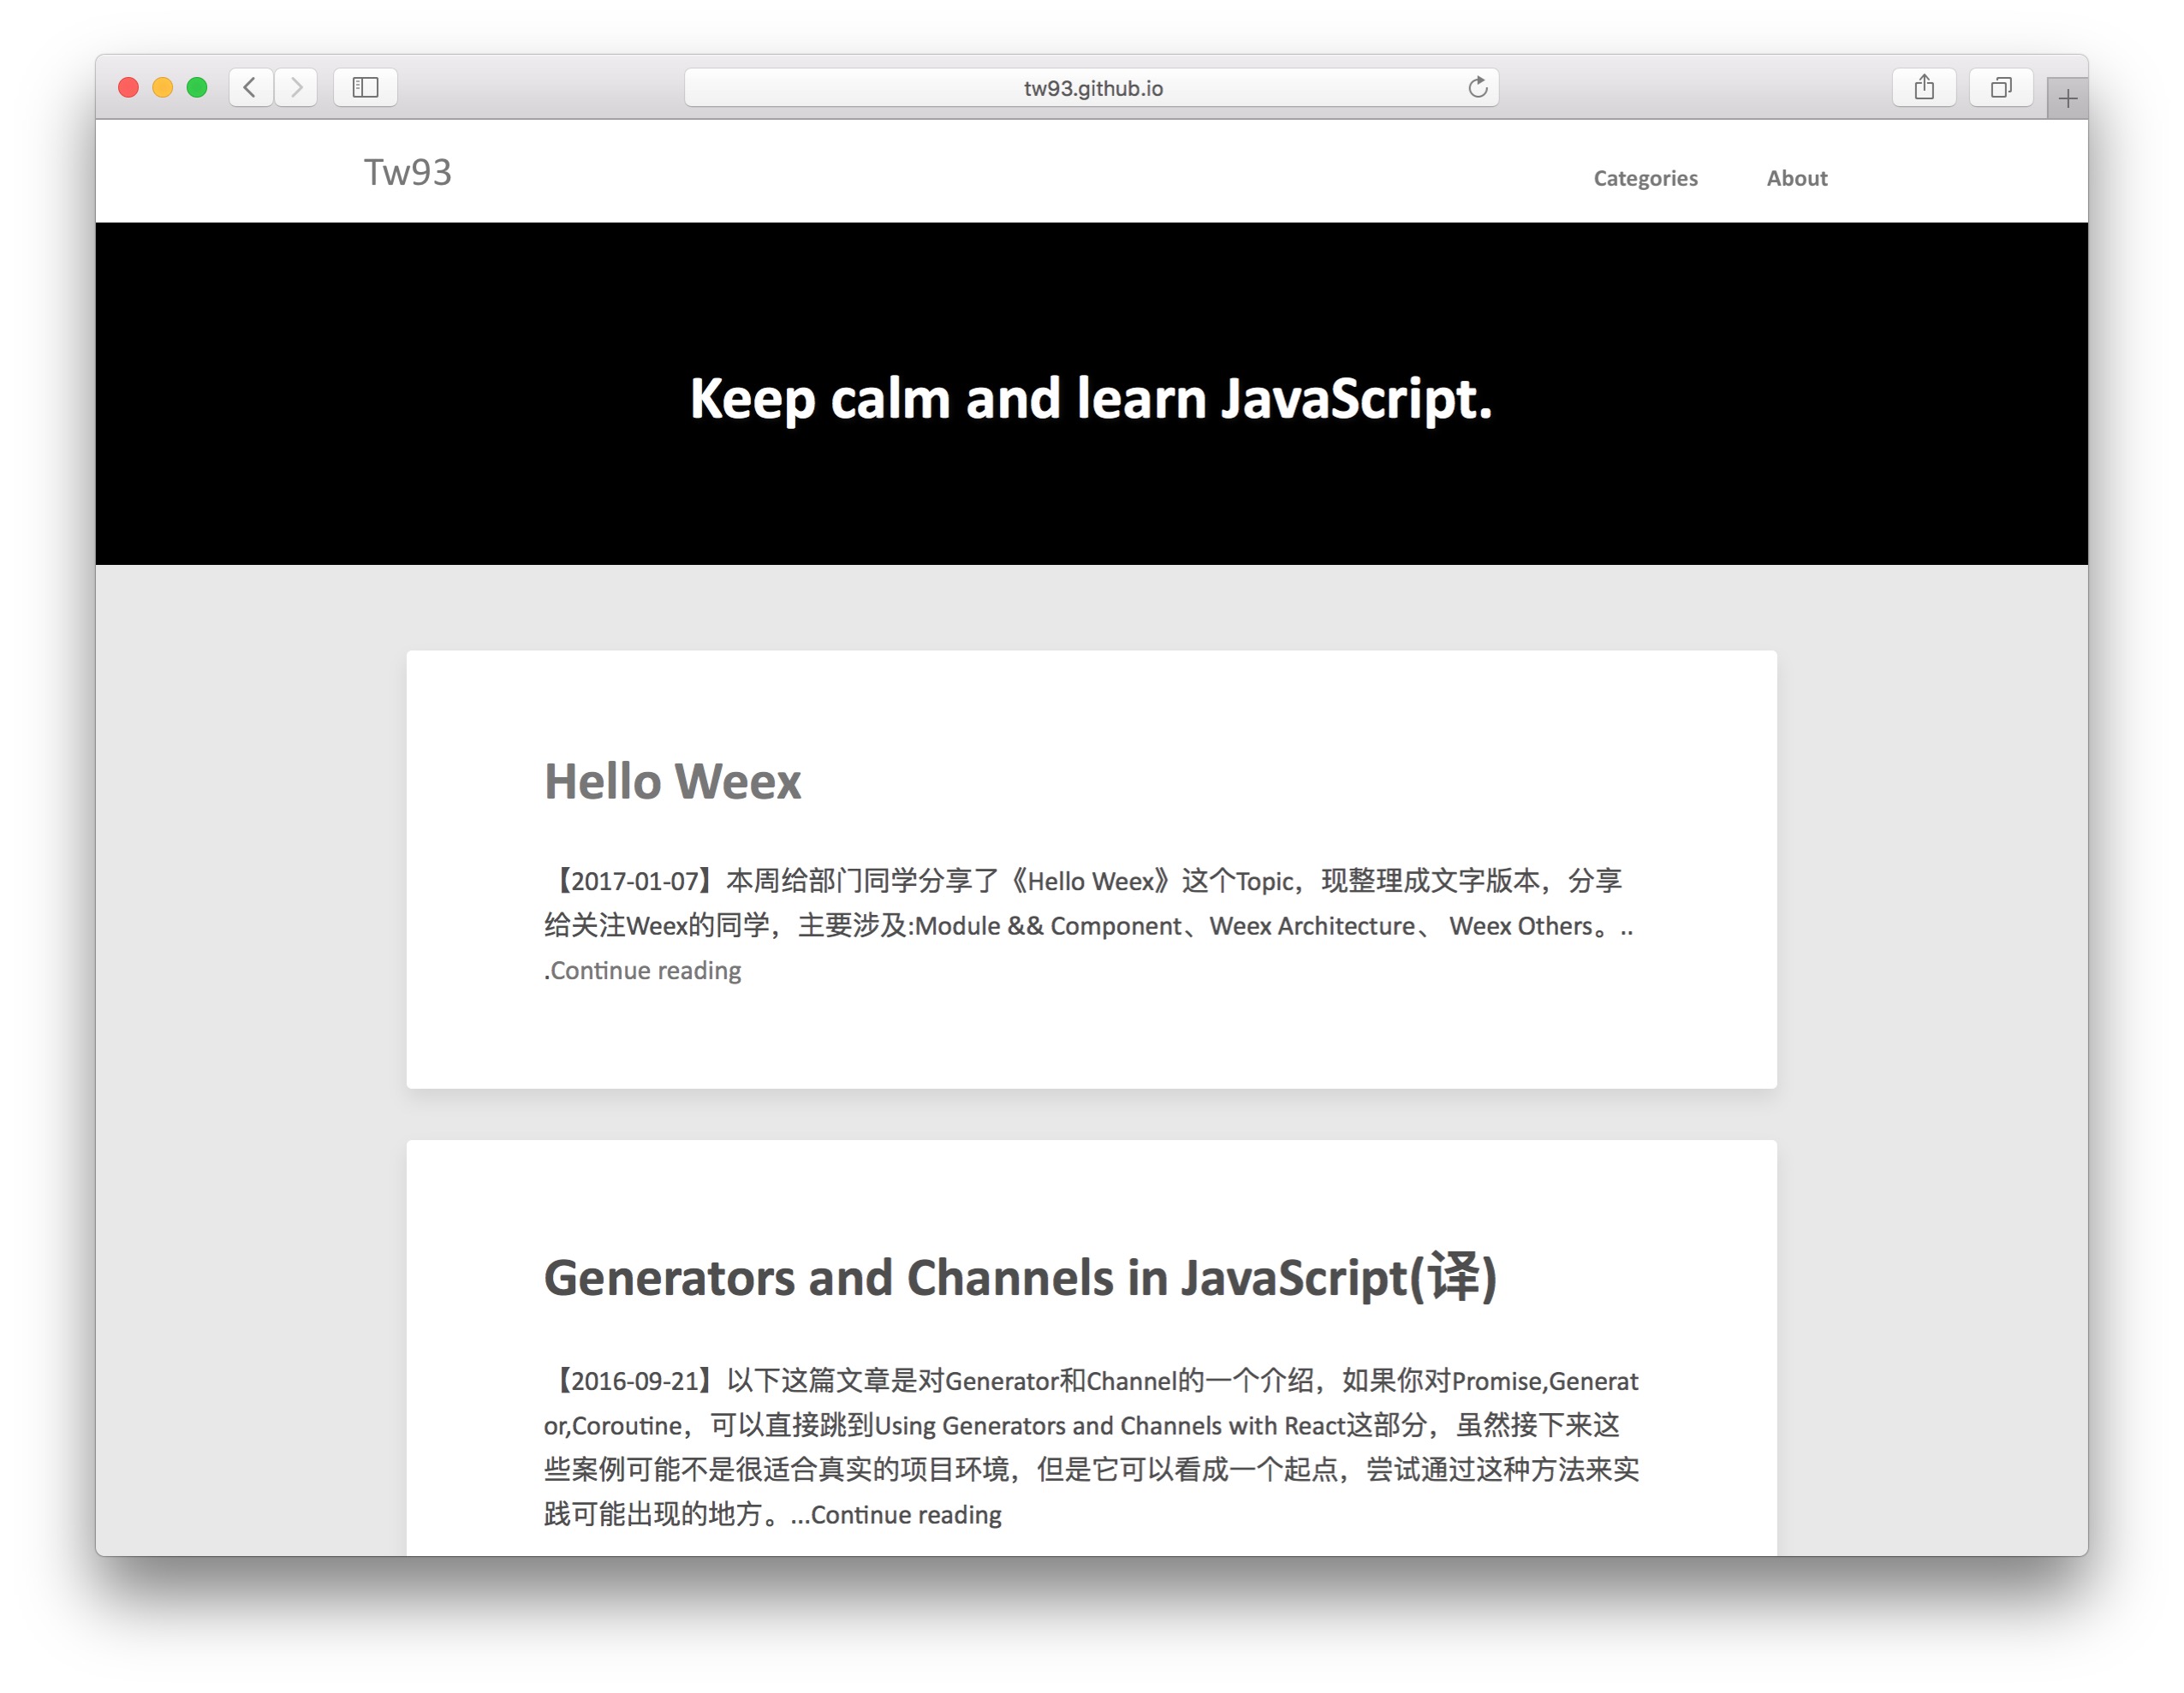 tw93.github.io
Tw93
Categories
About
Keep calm and learn JavaScript.
Hello Weex
【2017-01-07】本周给部门同学分享了《Hello Weex》这个Topic，现整理成文字版本，分享
给关注Weex的同学，主要涉及:Module && Component、Weex Architecture、 Weex Others。..
.Continue reading
Generators and Channels in JavaScript(译)
【2016-09-21】以下这篇文章是对Generator和Channel的一个介绍，如果你对Promise,Generat
or,Coroutine，可以直接跳到Using Generators and Channels with React这部分，虽然接下来这
些案例可能不是很适合真实的项目环境，但是它可以看成一个起点，尝试通过这种方法来实
践可能出现的地方。...Continue reading